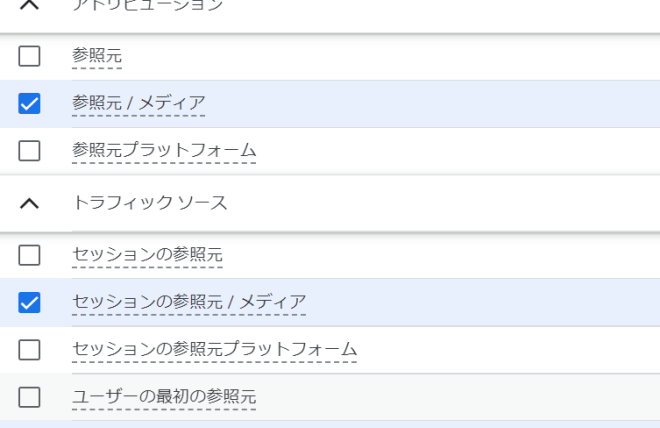 アトリビューション
参照元
参照元 / メディア
参照元プラットフォーム
トラフィック ソース
セッションの参照元
セッションの参照元 / メディア
セッションの参照元プラットフォーム
ユーザーの最初の参照元